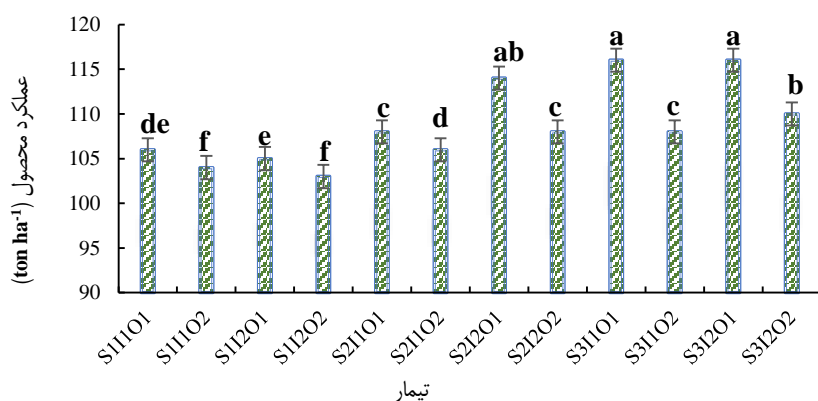 120
115
110
105
100
95
90
عملکرد محصول (ton ha⁻¹)
de
f
e
f
c
d
ab
c
a
c
a
b
S1I1O1
S1I1O2
S1I2O1
S1I2O2
S2I1O1
S2I1O2
S2I2O1
S2I2O2
S3I1O1
S3I1O2
S3I2O1
S3I2O2
تیمار